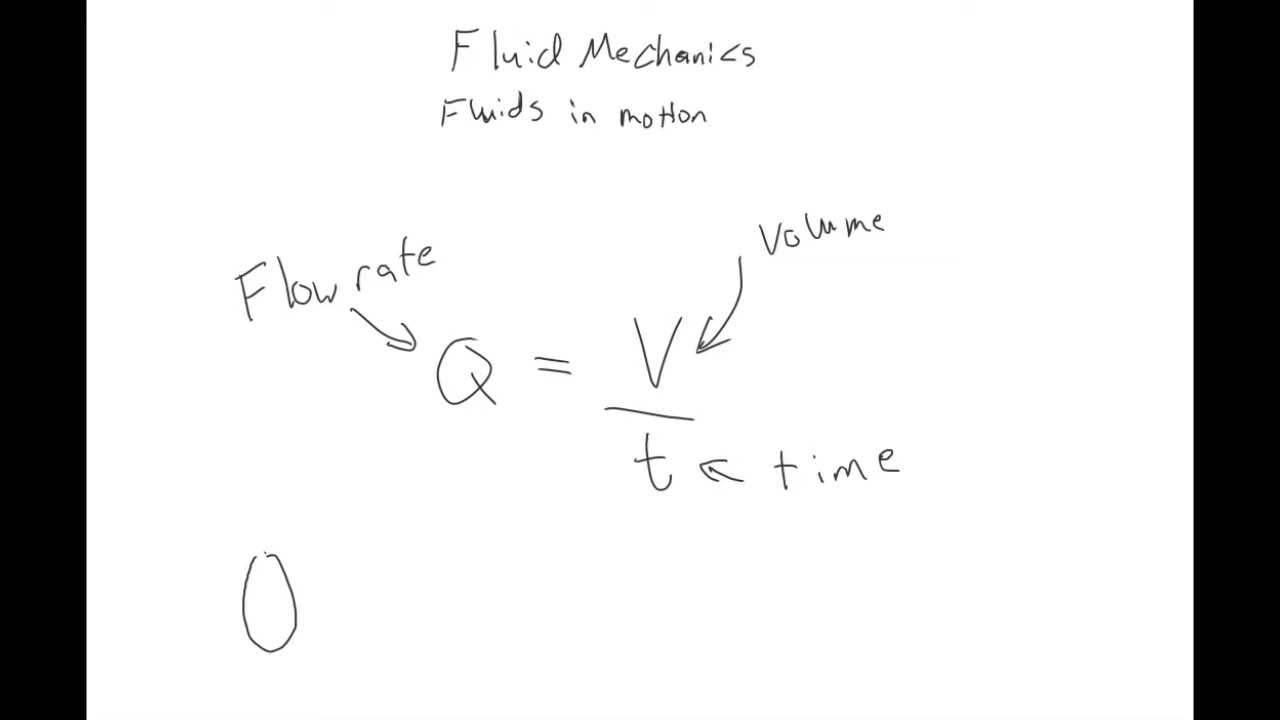 Fluid Mechanics
Fluids in motion
Volume
Flow rate
Q = V
t ← time